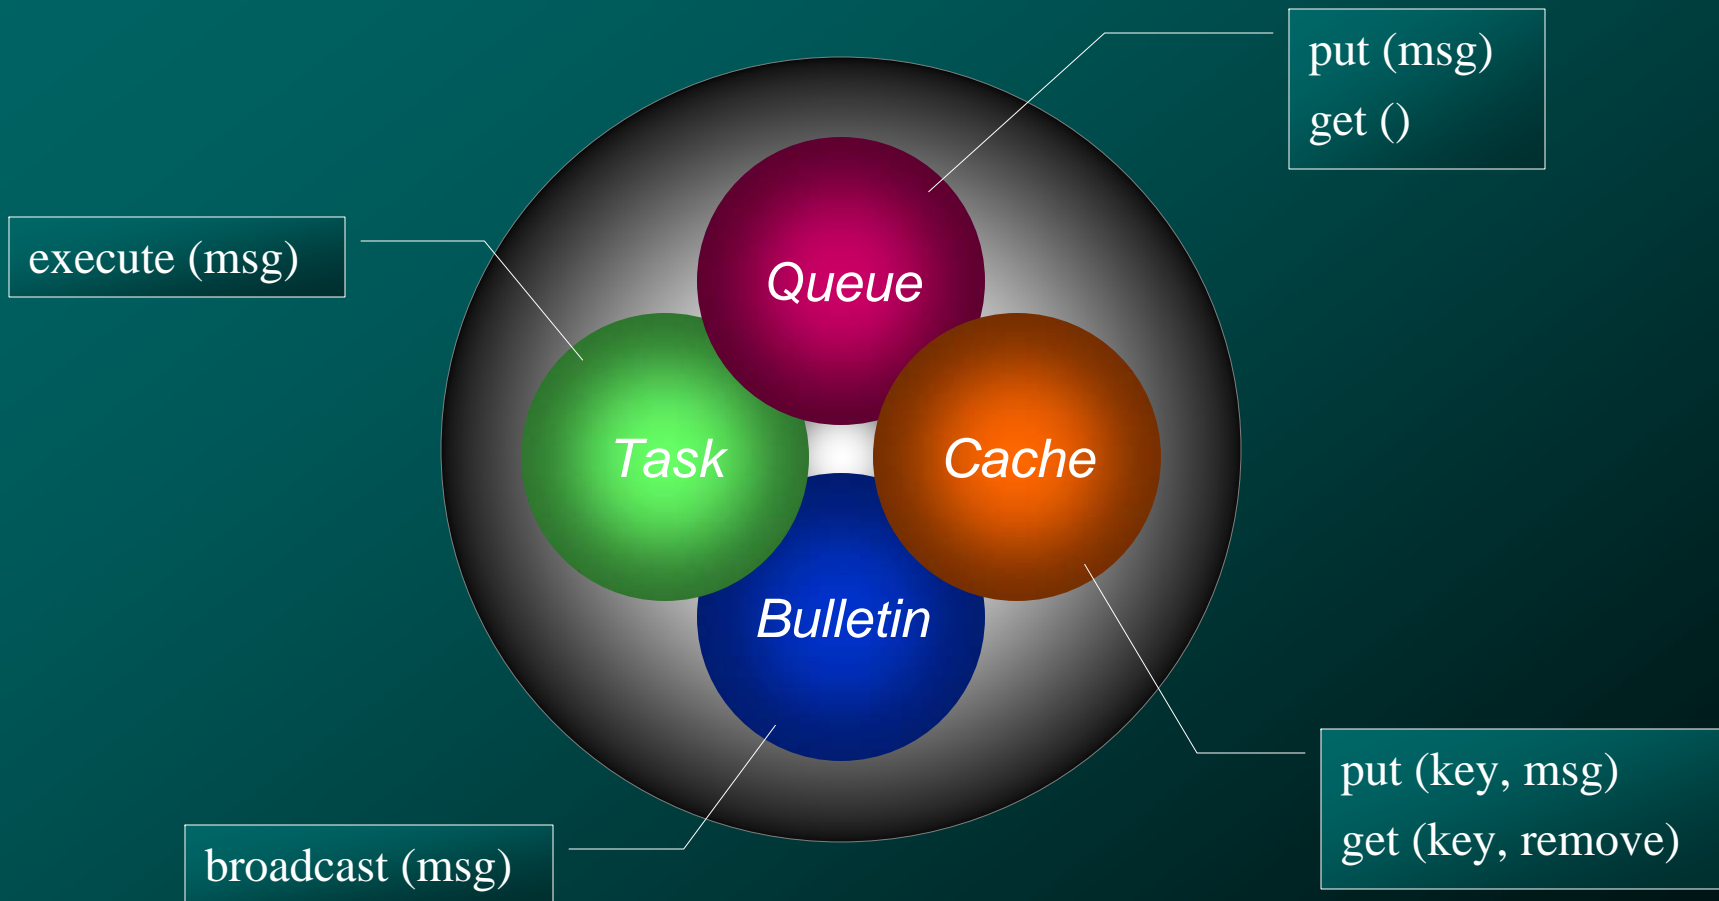 put (msg)
get ()
execute (msg)
Queue
Task
Cache
Bulletin
put (key, msg)
get (key, remove)
broadcast (msg)